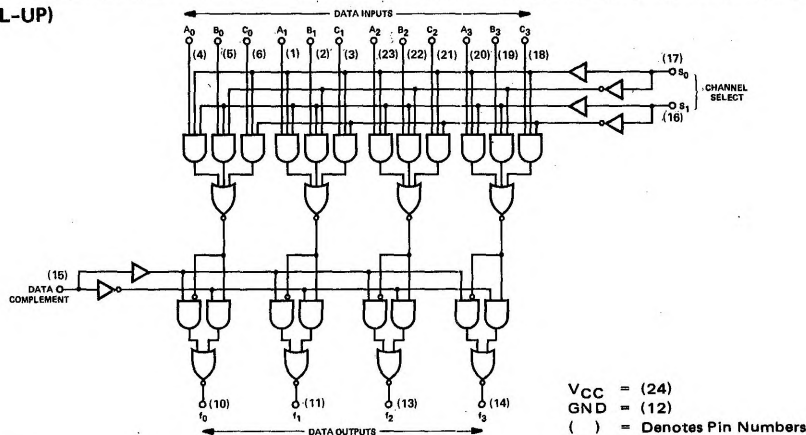 L-UP)
DATA INPUTS
A0 B0 C0 A1 B1 C1 A2 B2 C2 A3 B3 C3
(4) (5) (6) (1) (2) (3) (23) (22) (21) (20) (19) (18)
(17)
S0
CHANNEL
SELECT
S1
(16)
(15)
DATA
COMPLEMENT
f0 (10) f1 (11) f2 (13) f3 (14)
DATA OUTPUTS
VCC = (24)
GND = (12)
( ) = Denotes Pin Numbers